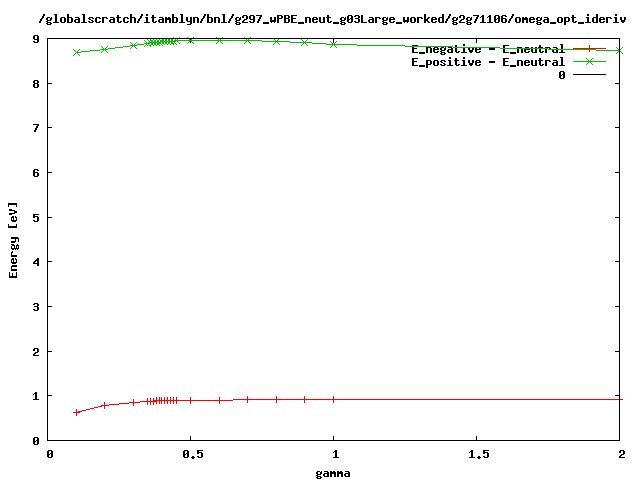 /globalscratch/itamblyn/bnl/g297_wPBE_neut_g03Large_worked/g2g71106/omega_opt_ideriv
E_negative - E_neutral
E_positive - E_neutral
0
9
8
7
6
5
4
3
2
1
0
Energy [eV]
0 0.5 1 1.5 2
gamma